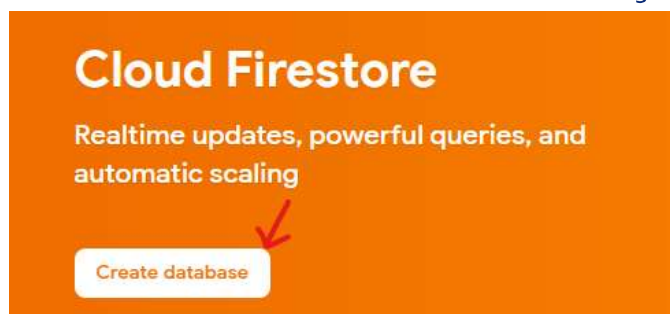 Cloud Firestore
Realtime updates, powerful queries, and
automatic scaling
Create database